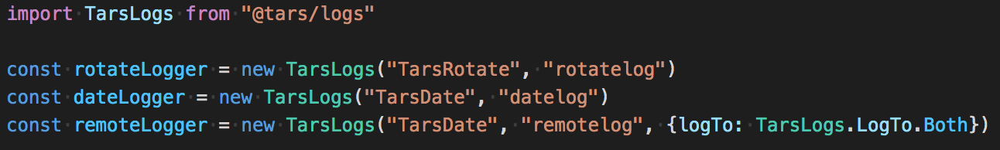 import TarsLogs from "@tars/logs"
const rotateLogger = new TarsLogs("TarsRotate", "rotatelog")
const dateLogger = new TarsLogs("TarsDate", "datelog")
const remoteLogger = new TarsLogs("TarsDate", "remotelog", {logTo: TarsLogs.LogTo.Both})